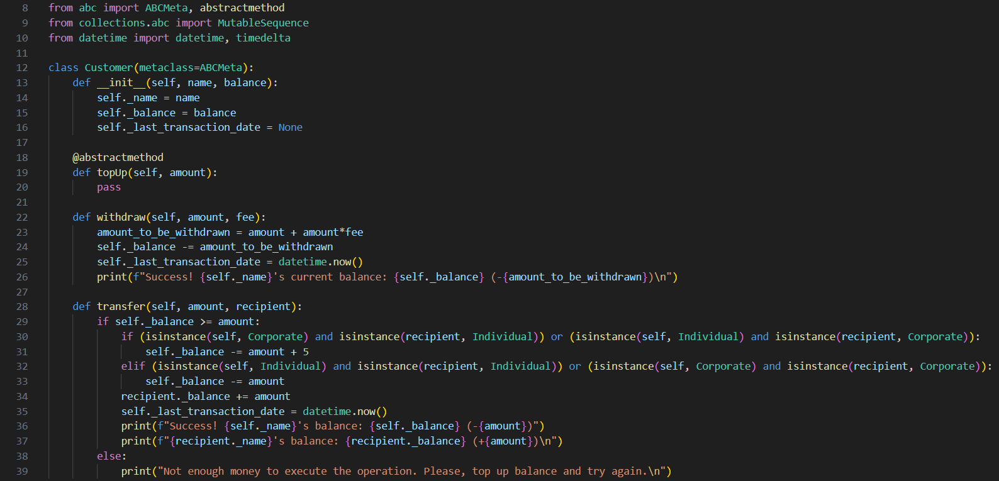 8 from abc import ABCMeta, abstractmethod
9 from collections.abc import MutableSequence
10 from datetime import datetime, timedelta
11
12 class Customer(metaclass=ABCMeta):
13     def __init__(self, name, balance):
14         self._name = name
15         self._balance = balance
16         self._last_transaction_date = None
17
18     @abstractmethod
19     def topUp(self, amount):
20         pass
21
22     def withdraw(self, amount, fee):
23         amount_to_be_withdrawn = amount + amount*fee
24         self._balance -= amount_to_be_withdrawn
25         self._last_transaction_date = datetime.now()
26         print(f"Success! {self._name}'s current balance: {self._balance} (-{amount_to_be_withdrawn})\n")
27
28     def transfer(self, amount, recipient):
29         if self._balance >= amount:
30             if (isinstance(self, Corporate) and isinstance(recipient, Individual)) or (isinstance(self, Individual) and isinstance(recipient, Corporate)):
31                 self._balance -= amount + 5
32             elif (isinstance(self, Individual) and isinstance(recipient, Individual)) or (isinstance(self, Corporate) and isinstance(recipient, Corporate)):
33                 self._balance -= amount
34             recipient._balance += amount
35             self._last_transaction_date = datetime.now()
36             print(f"Success! {self._name}'s balance: {self._balance} (-{amount})")
37             print(f"{recipient._name}'s balance: {recipient._balance} (+{amount})\n")
38         else:
39             print("Not enough money to execute the operation. Please, top up balance and try again.\n")